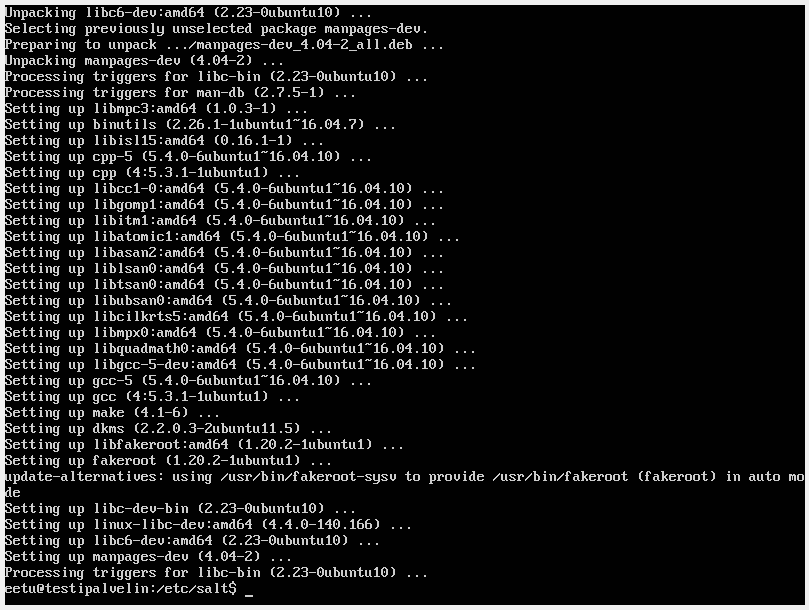 Unpacking libc6-dev:amd64 (2.23-0ubuntu10) ...
Selecting previously unselected package manpages-dev.
Preparing to unpack .../manpages-dev_4.04-2_all.deb ...
Unpacking manpages-dev (4.04-2) ...
Processing triggers for libc-bin (2.23-0ubuntu10) ...
Processing triggers for man-db (2.7.5-1) ...
Setting up libmpc3:amd64 (1.0.3-1) ...
Setting up binutils (2.26.1-1ubuntu1~16.04.7) ...
Setting up libisl15:amd64 (0.16.1-1) ...
Setting up cpp-5 (5.4.0-6ubuntu1~16.04.10) ...
Setting up cpp (4:5.3.1-1ubuntu1) ...
Setting up libcc1-0:amd64 (5.4.0-6ubuntu1~16.04.10) ...
Setting up libgomp1:amd64 (5.4.0-6ubuntu1~16.04.10) ...
Setting up libitm1:amd64 (5.4.0-6ubuntu1~16.04.10) ...
Setting up libatomic1:amd64 (5.4.0-6ubuntu1~16.04.10) ...
Setting up libasan2:amd64 (5.4.0-6ubuntu1~16.04.10) ...
Setting up liblsan0:amd64 (5.4.0-6ubuntu1~16.04.10) ...
Setting up libtsan0:amd64 (5.4.0-6ubuntu1~16.04.10) ...
Setting up libubsan0:amd64 (5.4.0-6ubuntu1~16.04.10) ...
Setting up libcilkrts5:amd64 (5.4.0-6ubuntu1~16.04.10) ...
Setting up libmpx0:amd64 (5.4.0-6ubuntu1~16.04.10) ...
Setting up libquadmath0:amd64 (5.4.0-6ubuntu1~16.04.10) ...
Setting up libgcc-5-dev:amd64 (5.4.0-6ubuntu1~16.04.10) ...
Setting up gcc-5 (5.4.0-6ubuntu1~16.04.10) ...
Setting up gcc (4:5.3.1-1ubuntu1) ...
Setting up make (4.1-6) ...
Setting up dkms (2.2.0.3-2ubuntu11.5) ...
Setting up libfakeroot:amd64 (1.20.2-1ubuntu1) ...
Setting up fakeroot (1.20.2-1ubuntu1) ...
update-alternatives: using /usr/bin/fakeroot-sysv to provide /usr/bin/fakeroot (fakeroot) in auto mo
de
Setting up libc-dev-bin (2.23-0ubuntu10) ...
Setting up linux-libc-dev:amd64 (4.4.0-140.166) ...
Setting up libc6-dev:amd64 (2.23-0ubuntu10) ...
Setting up manpages-dev (4.04-2) ...
Processing triggers for libc-bin (2.23-0ubuntu10) ...
eetu@testipalvelin:/etc/salt$ _